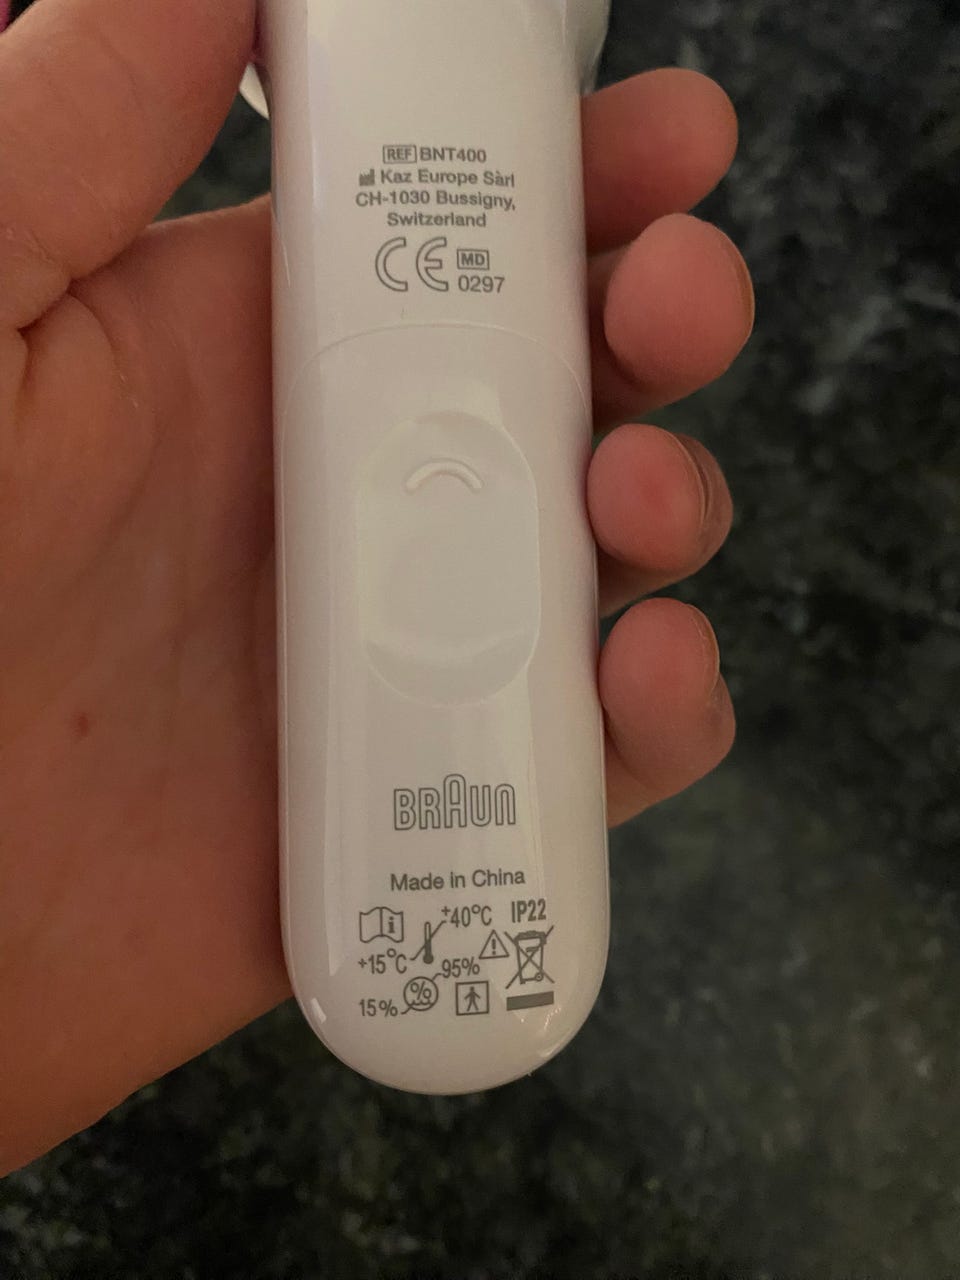 REF BNT400
Kaz Europe Sàrl
CH-1030 Bussigny,
Switzerland
CE MD
0297
BRAUN
Made in China
i +40°C IP22
+15°C 95%
15% %